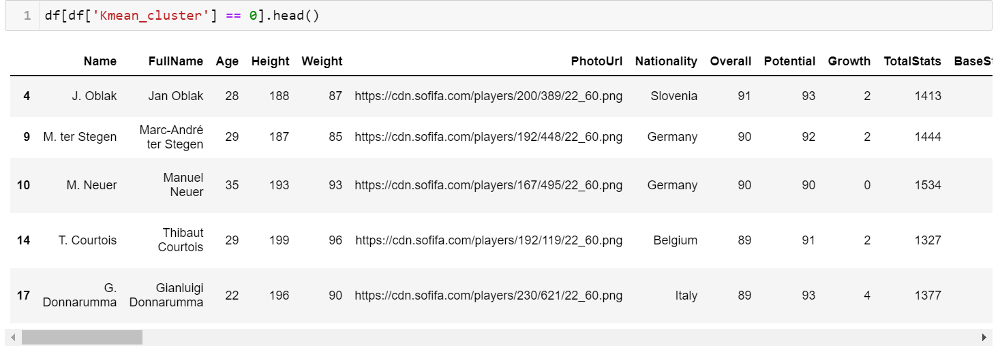 1 df[df['Kmean_cluster'] == 0].head()
Name FullName Age Height Weight PhotoUrl Nationality Overall Potential Growth TotalStats BaseSt
4 J. Oblak Jan Oblak 28 188 87 https://cdn.sofifa.com/players/200/389/22_60.png Slovenia 91 93 2 1413
9 M. ter Stegen Marc-André ter Stegen 29 187 85 https://cdn.sofifa.com/players/192/448/22_60.png Germany 90 92 2 1444
10 M. Neuer Manuel Neuer 35 193 93 https://cdn.sofifa.com/players/167/495/22_60.png Germany 90 90 0 1534
14 T. Courtois Thibaut Courtois 29 199 96 https://cdn.sofifa.com/players/192/119/22_60.png Belgium 89 91 2 1327
17 G. Donnarumma Gianluigi Donnarumma 22 196 90 https://cdn.sofifa.com/players/230/621/22_60.png Italy 89 93 4 1377